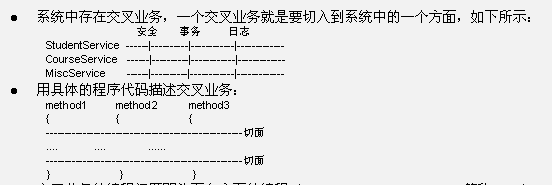 ● 系统中存在交叉业务，一个交叉业务就是要切入到系统中的一个方面，如下所示：
安全 事务 日志
StudentService ------|----------|------------|-------------
CourseService ------|----------|------------|-------------
MiscService ------|----------|------------|-------------
● 用具体的程序代码描述交叉业务：
method1 method2 method3
{ { {
------------------------------------------------------切面
.... .... ......
------------------------------------------------------切面
} } }